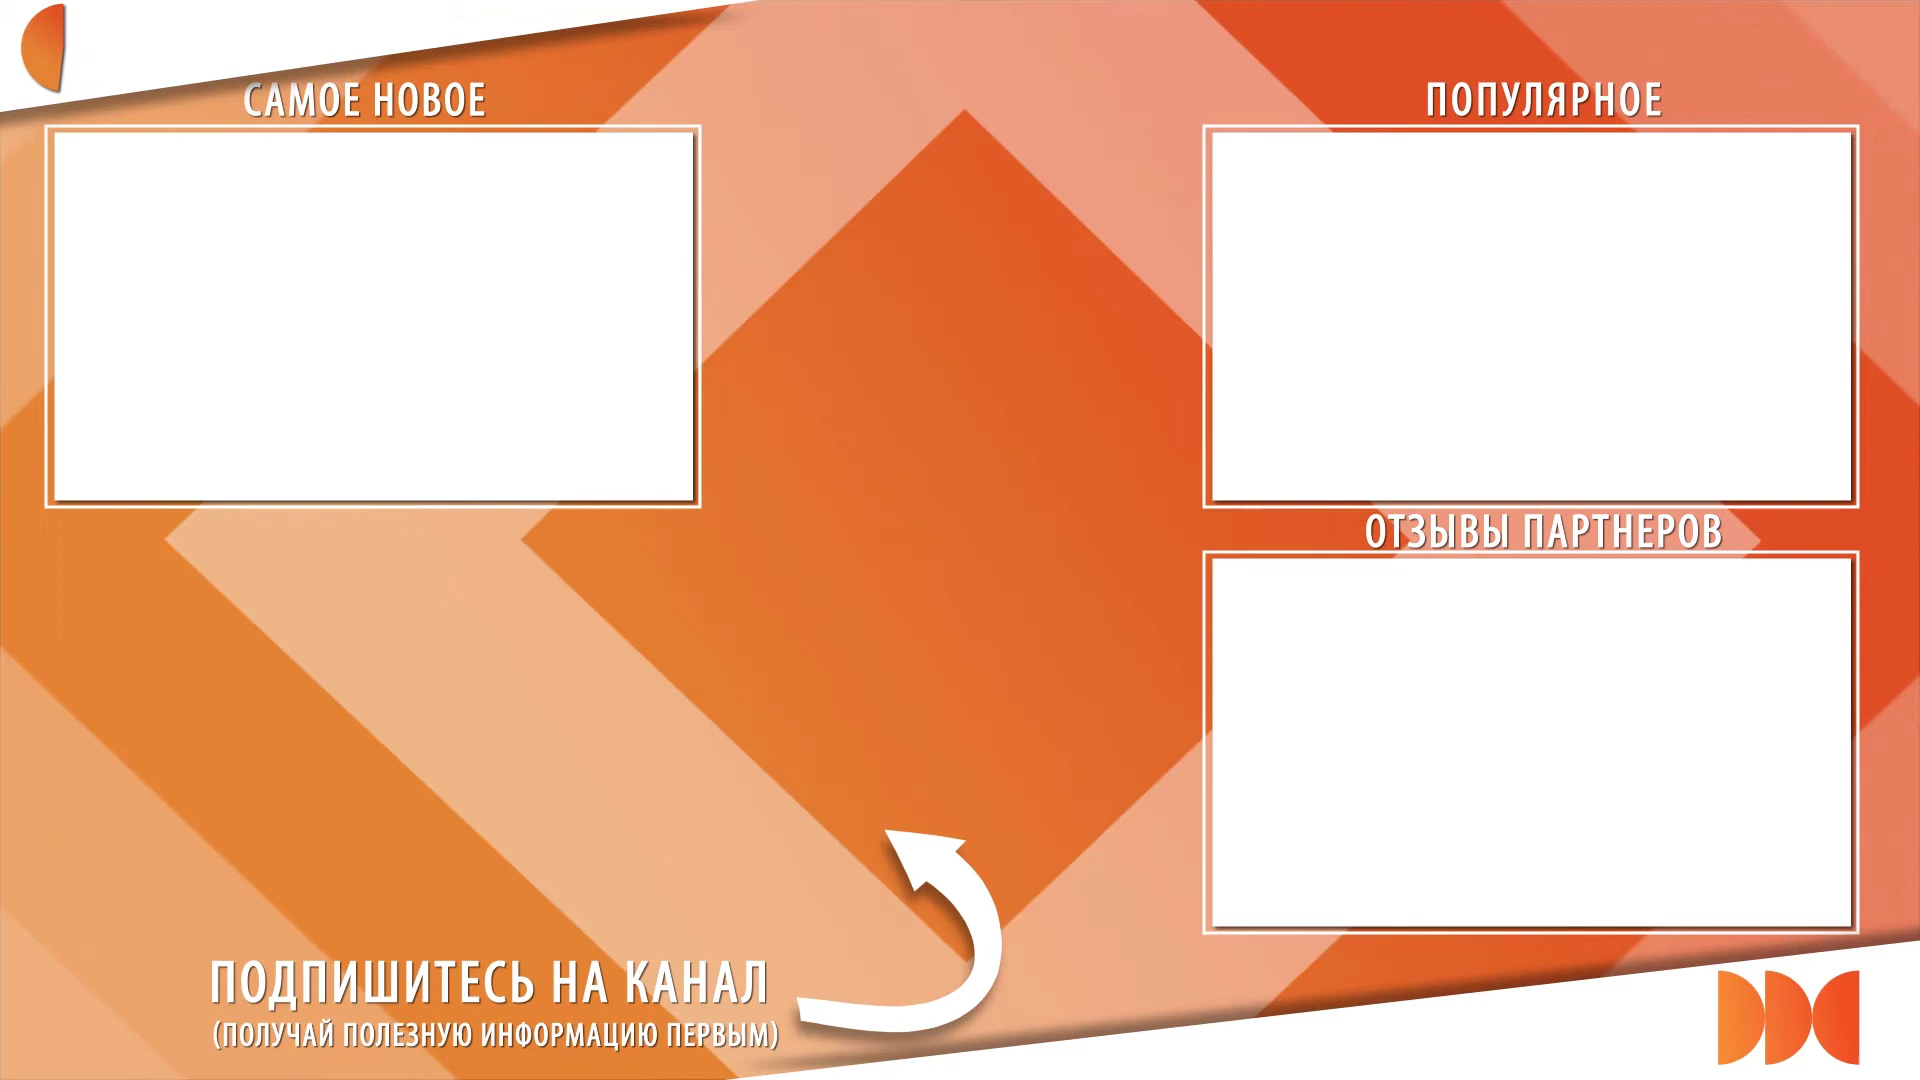 САМОЕ НОВОЕ
ПОПУЛЯРНОЕ
ОТЗЫВЫ ПАРТНЕРОВ
ПОДПИШИТЕСЬ НА КАНАЛ
(ПОЛУЧАЙ ПОЛЕЗНУЮ ИНФОРМАЦИЮ ПЕРВЫМ)